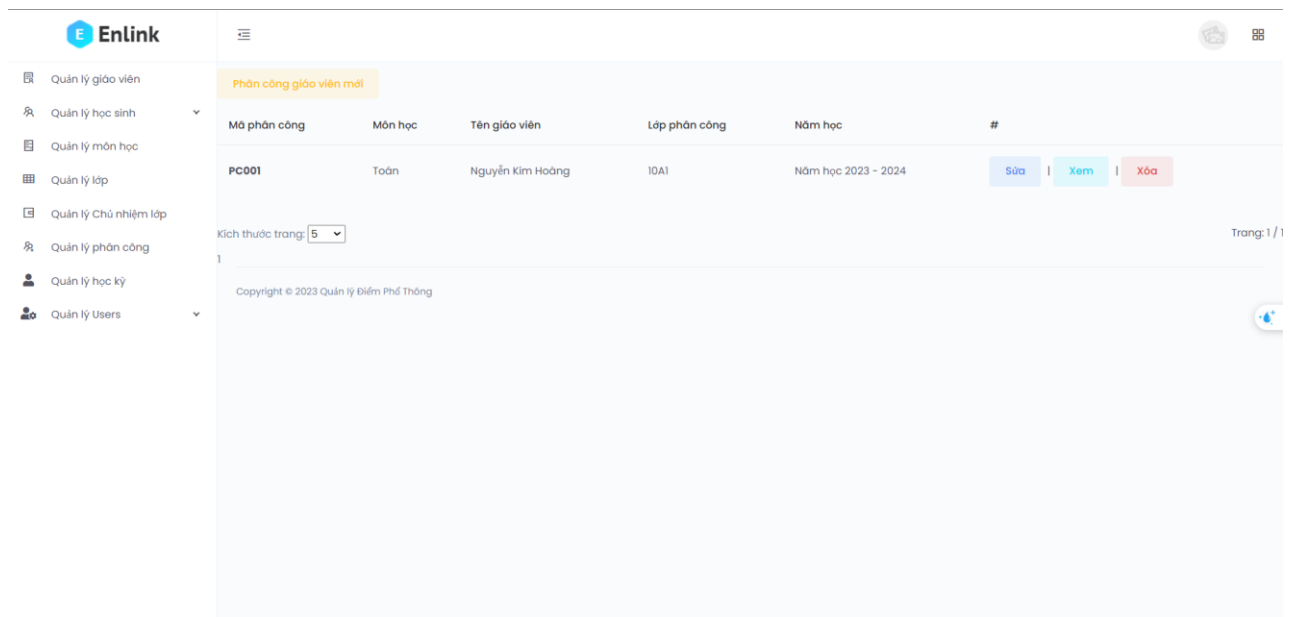 Enlink
Quản lý giáo viên
Quản lý học sinh
Quản lý môn học
Quản lý lớp
Quản lý Chủ nhiệm lớp
Quản lý phân công
Quản lý học kỳ
Quản lý Users
Phân công giáo viên mới
Mã phân công Môn học Tên giáo viên Lớp phân công Năm học #
PC001 Toán Nguyễn Kim Hoàng 10A1 Năm học 2023 - 2024 Sửa | Xem | Xóa
Kích thước trang: 5 Trang: 1 / 1
1
Copyright © 2023 Quản lý Điểm Phổ Thông